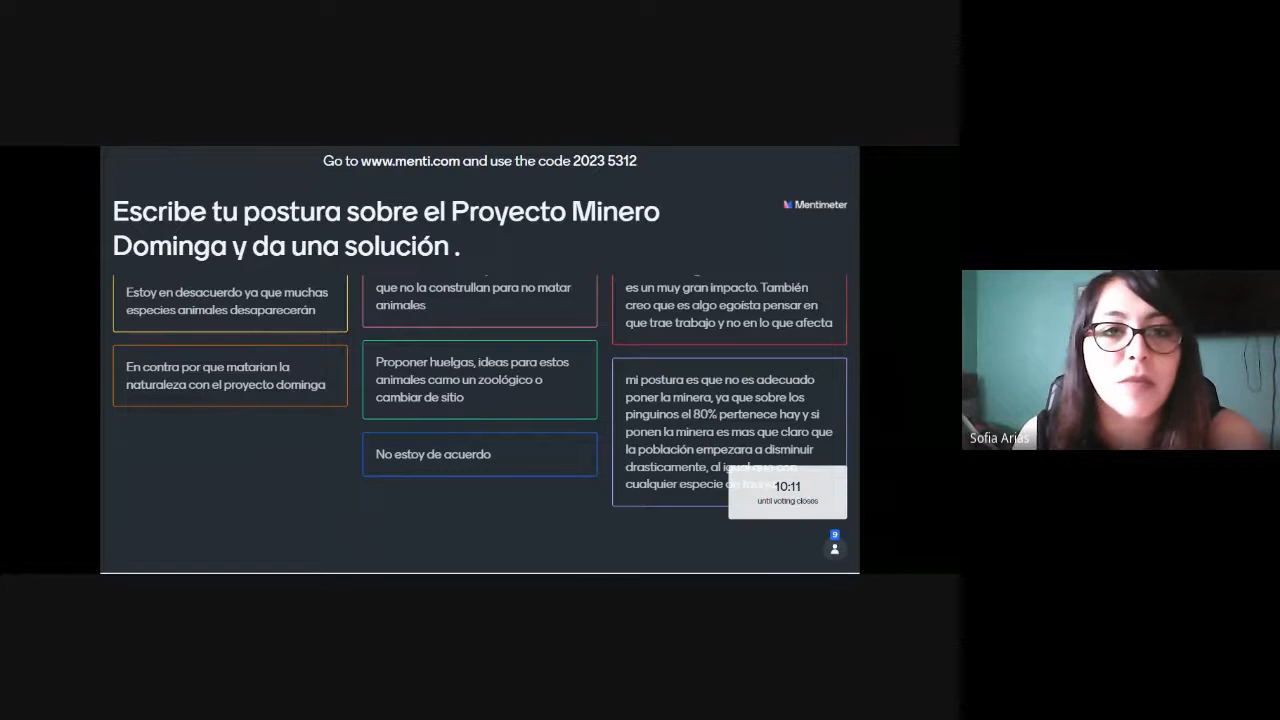 Go to www.menti.com and use the code 2023 5312
Escribe tu postura sobre el Proyecto Minero
Dominga y da una solución .
Mentimeter
Estoy en desacuerdo ya que muchas
especies animales desaparecerán
En contra por que matarian la
naturaleza con el proyecto dominga
que no la construllan para no matar
animales
Proponer huelgas, ideas para estos
animales camo un zoológico o
cambiar de sitio
No estoy de acuerdo
es un muy gran impacto. También
creo que es algo egoísta pensar en
que trae trabajo y no en lo que afecta
mi postura es que no es adecuado
poner la minera, ya que sobre los
pinguinos el 80% pertenece hay y si
ponen la minera es mas que claro que
la población empezara a disminuir
drasticamente, al igual que con
cualquier especie de
10:11
until voting closes
9
Sofia Arias